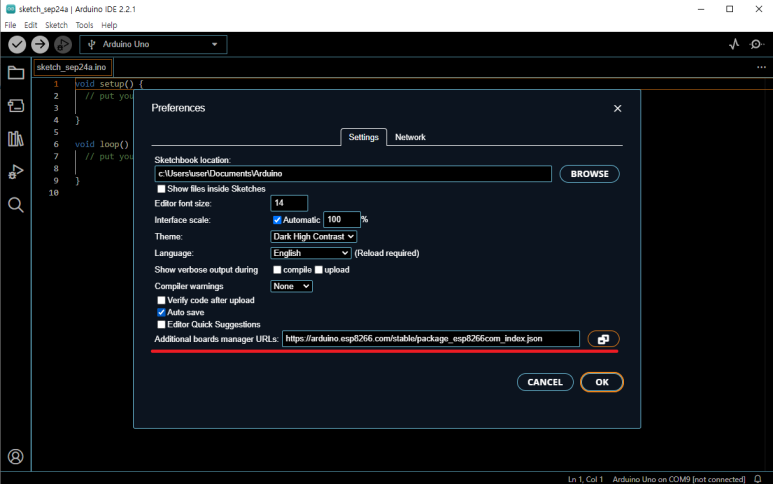 sketch_sep24a | Arduino IDE 2.2.1
File Edit Sketch Tools Help
Arduino Uno
sketch_sep24a.ino
1 void setup() {
2 // put you
3
4 }
5
6 void loop()
7 // put you
8
9 }
10
Preferences
Settings Network
Sketchbook location:
c:\Users\user\Documents\Arduino BROWSE
Show files inside Sketches
Editor font size: 14
Interface scale: Automatic 100 %
Theme: Dark High Contrast
Language: English (Reload required)
Show verbose output during compile upload
Compiler warnings None
Verify code after upload
Auto save
Editor Quick Suggestions
Additional boards manager URLs: https://arduino.esp8266.com/stable/package_esp8266com_index.json
CANCEL OK
Ln 1, Col 1 Arduino Uno on COM9 [not connected]